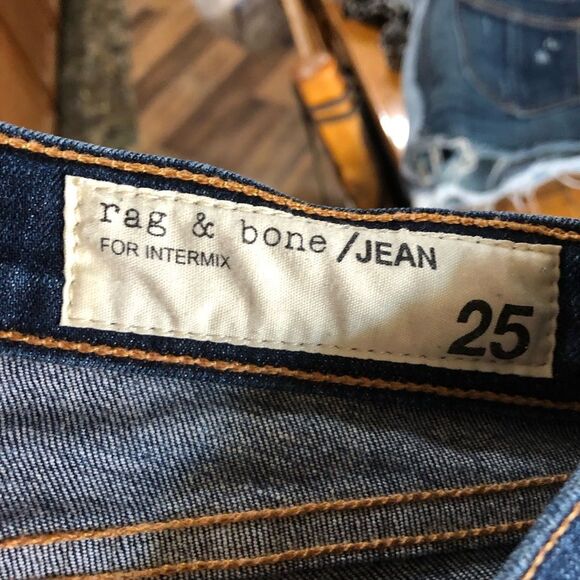 rag & bone /JEAN
FOR INTERMIX
25